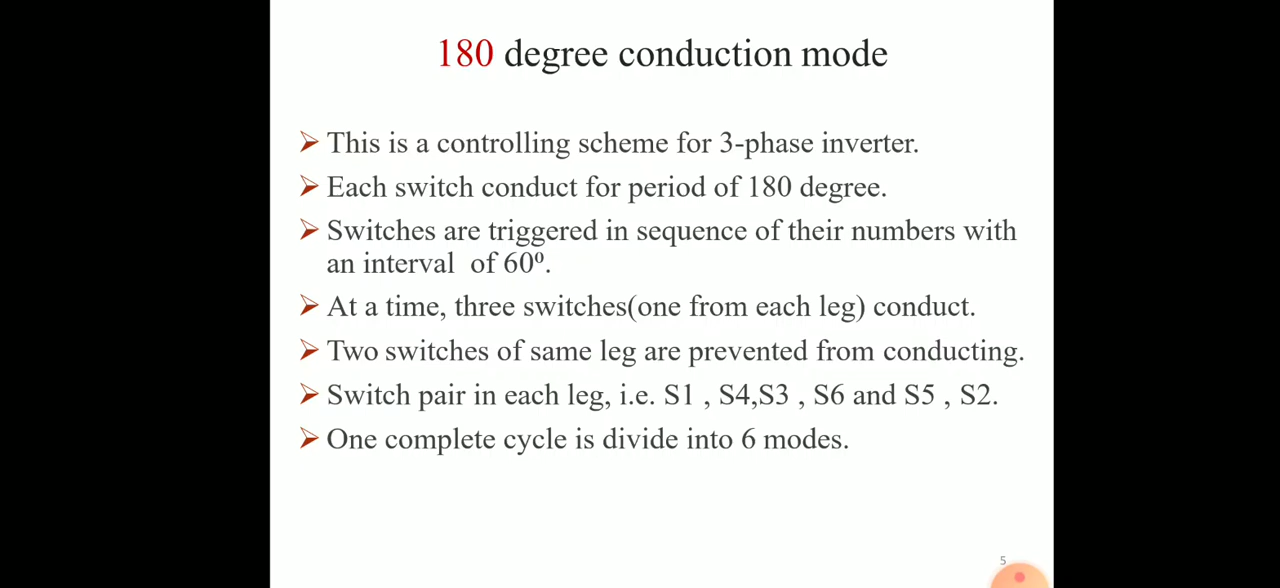 180 degree conduction mode
➢ This is a controlling scheme for 3-phase inverter.
➢ Each switch conduct for period of 180 degree.
➢ Switches are triggered in sequence of their numbers with
an interval of 60⁰.
➢ At a time, three switches(one from each leg) conduct.
➢ Two switches of same leg are prevented from conducting.
➢ Switch pair in each leg, i.e. S1 , S4,S3 , S6 and S5 , S2.
➢ One complete cycle is divide into 6 modes.
5